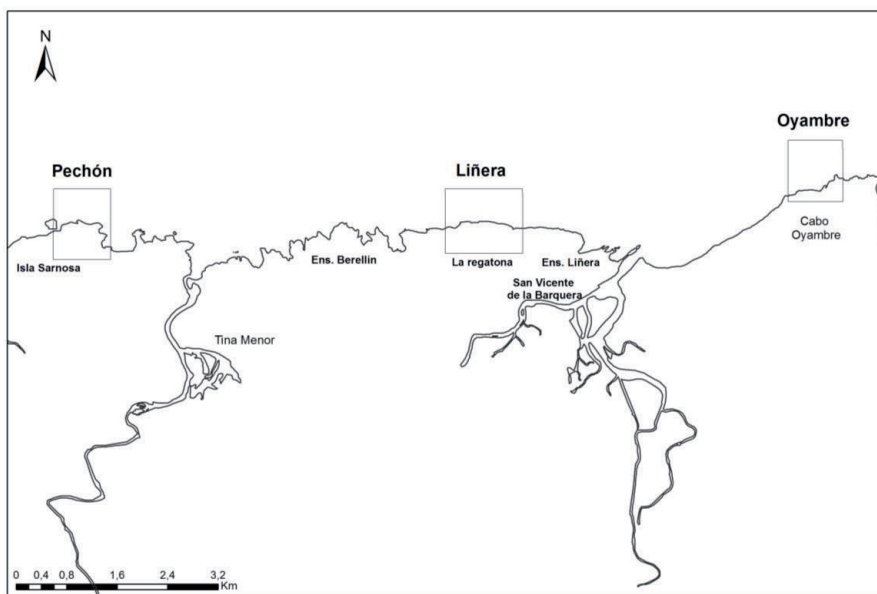 N
Oyambre
Pechón
Liñera
Cabo
Oyambre
Isla Sarnosa
Ens. Berellin
La regatona
Ens. Liñera
San Vicente
de la Barquera
Tina Menor
0 0,4 0,8 1,6 2,4 3,2
Km